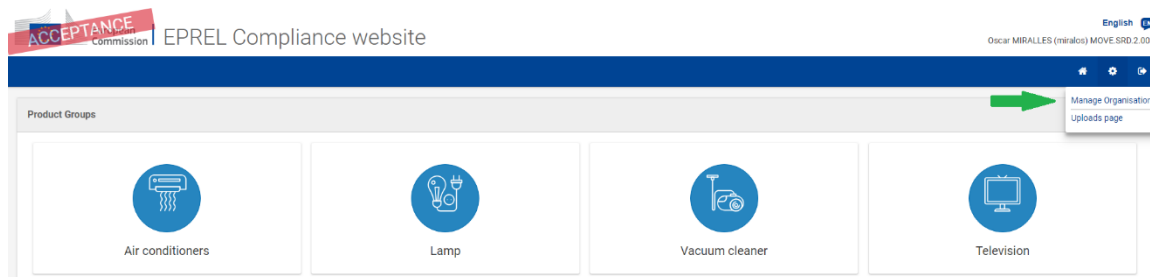 ACCEPTANCE
Commission
EPREL Compliance website
English EN
Oscar MIRALLES (miralos) MOVE.SRD.2.00
Manage Organisation
Uploads page
Product Groups
Air conditioners
Lamp
Vacuum cleaner
Television